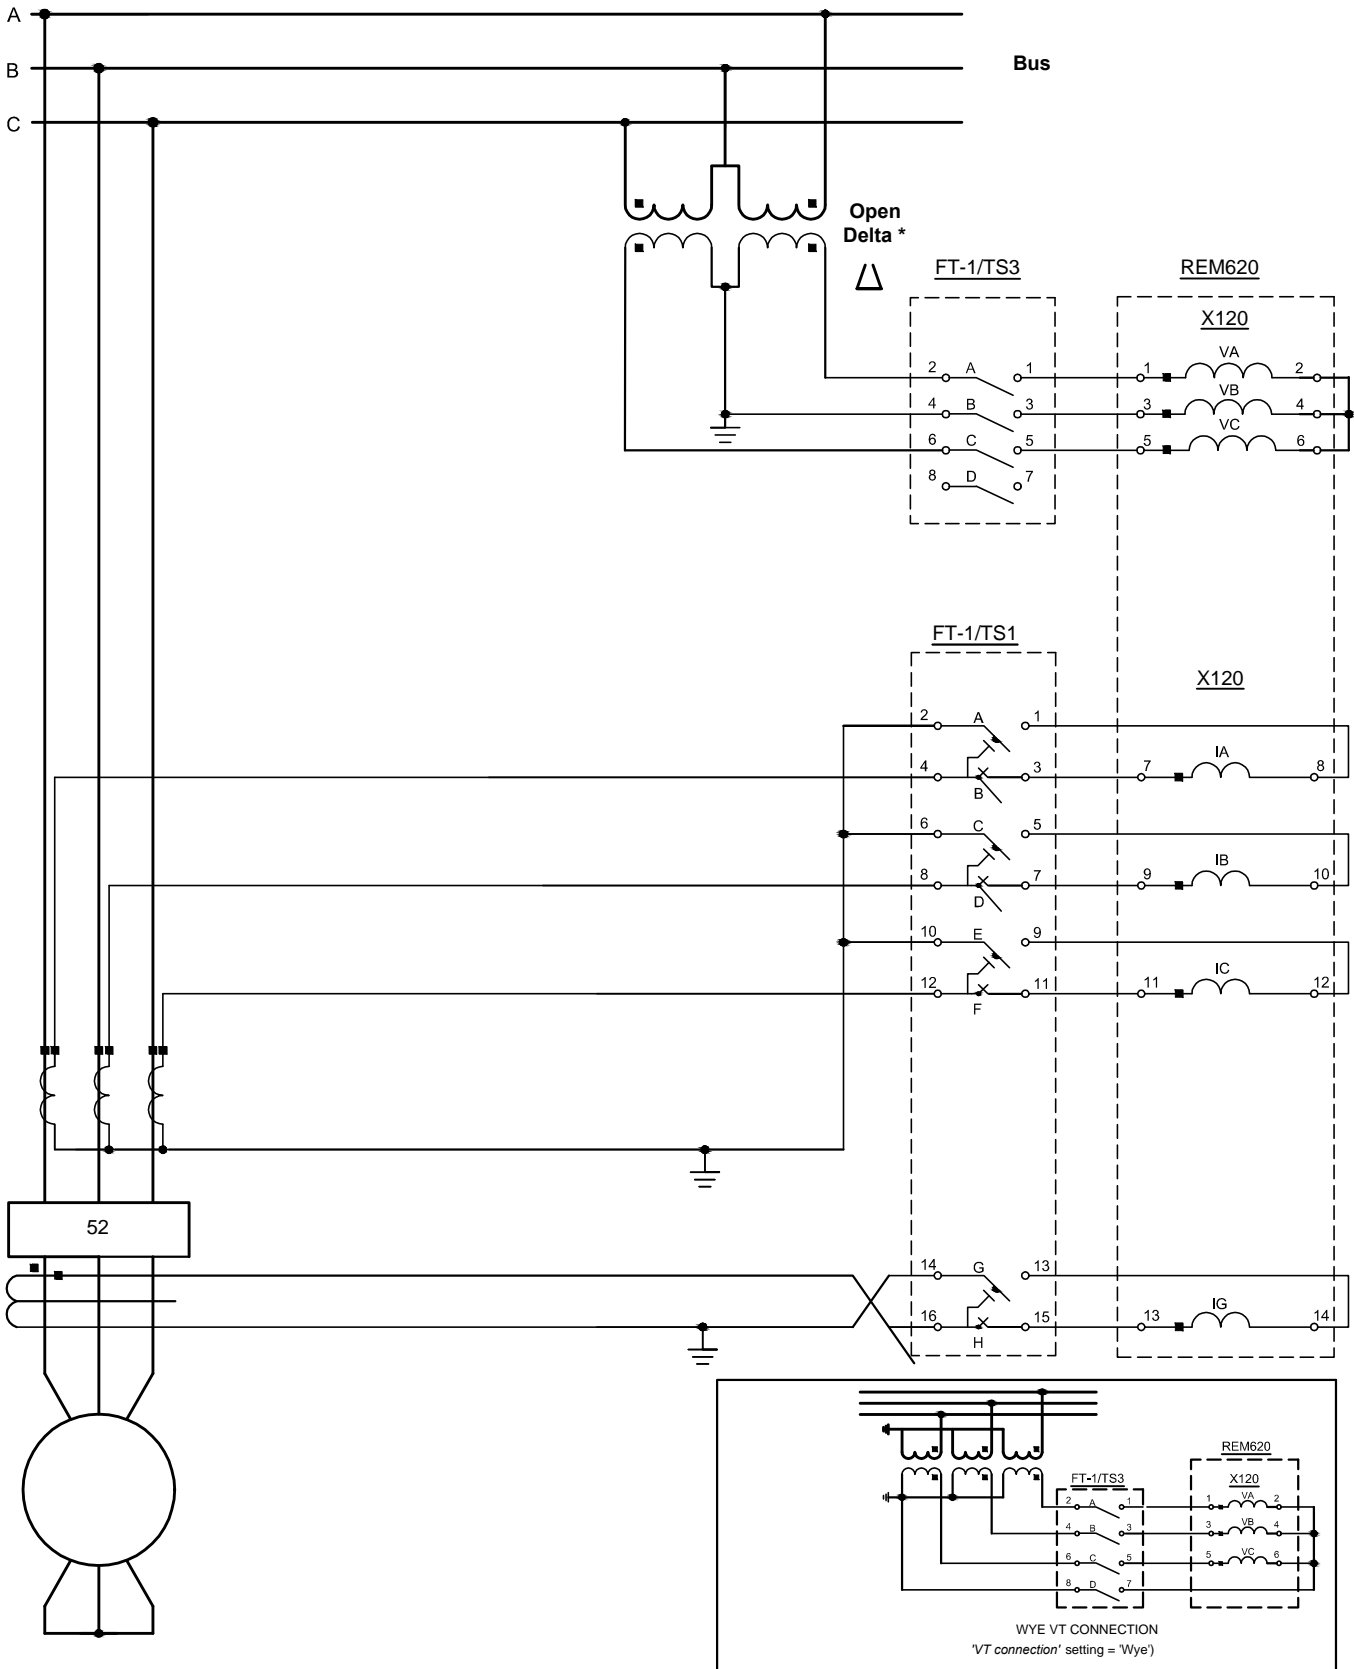 A
B
Bus
C
Open
Delta *
FT-1/TS3
REM620
X120
2 A 1 1 VA 2
4 B 3 3 VB 4
6 C 5 5 VC 6
8 D 7
FT-1/TS1
X120
2 A 1
4 3 7 IA 8
B
6 C 5
8 7 9 IB 10
D
10 E 9
12 11 11 IC 12
F
52
14 G 13
16 15 13 IG 14
H
REM620
FT-1/TS3
X120
2 A 1 1 VA 2
4 B 3 3 VB 4
6 C 5 5 VC 6
8 D 7
WYE VT CONNECTION
'VT connection' setting = 'Wye')